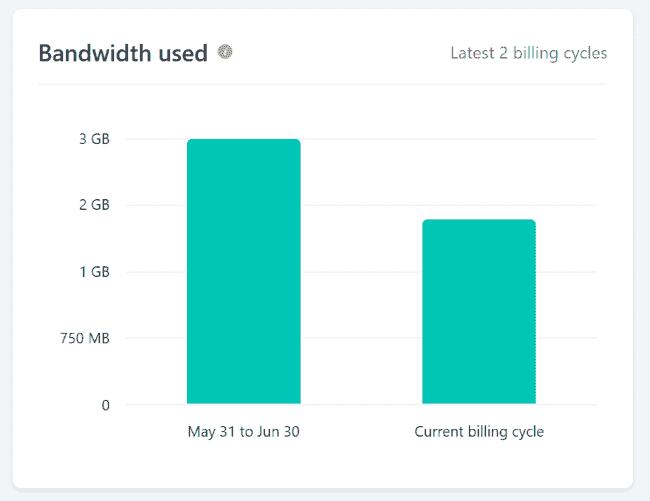 Bandwidth used
Latest 2 billing cycles
3 GB
2 GB
1 GB
750 MB
0
May 31 to Jun 30
Current billing cycle